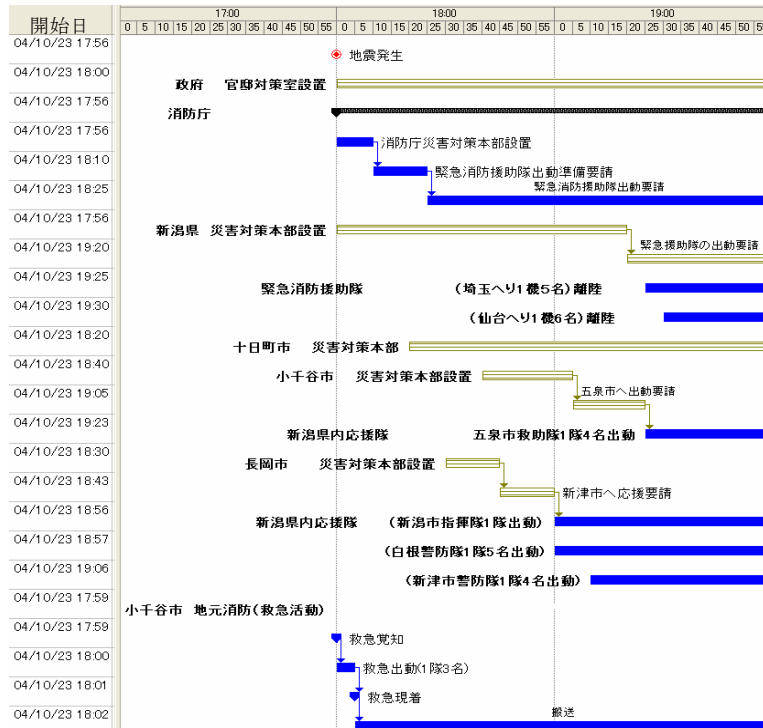 17:00 18:00 19:00
開始日 0 5 10 15 20 25 30 35 40 45 50 55 0 5 10 15 20 25 30 35 40 45 50 55 0 5 10 15 20 25 30 35 40 45 50 55
04/10/23 17:56 地震発生
04/10/23 18:00 政府 官邸対策室設置
04/10/23 17:56 消防庁
04/10/23 17:56 消防庁災害対策本部設置
04/10/23 18:10 緊急消防援助隊出動準備要請
04/10/23 18:25 緊急消防援助隊出動要請
04/10/23 17:56 新潟県 災害対策本部設置
04/10/23 19:20 緊急援助隊の出動要請
04/10/23 19:25 緊急消防援助隊 (埼玉ヘリ1機5名)離陸
04/10/23 19:30 (仙台ヘリ1機6名)離陸
04/10/23 18:20 十日町市 災害対策本部
04/10/23 18:40 小千谷市 災害対策本部設置
04/10/23 19:05 五泉市へ出動要請
04/10/23 19:23 新潟県内応援隊 五泉市救助隊1隊4名出動
04/10/23 18:30 長岡市 災害対策本部設置
04/10/23 18:43 新津市へ応援要請
04/10/23 18:56 新潟県内応援隊 (新潟市指揮隊1隊出動)
04/10/23 18:57 (白根警防隊1隊5名出動)
04/10/23 19:06 (新津市警防隊1隊4名出動)
04/10/23 17:59 小千谷市 地元消防(救急活動)
04/10/23 17:59 救急覚知
04/10/23 18:00 救急出動(1隊3名)
04/10/23 18:01 救急現着
04/10/23 18:02 搬送